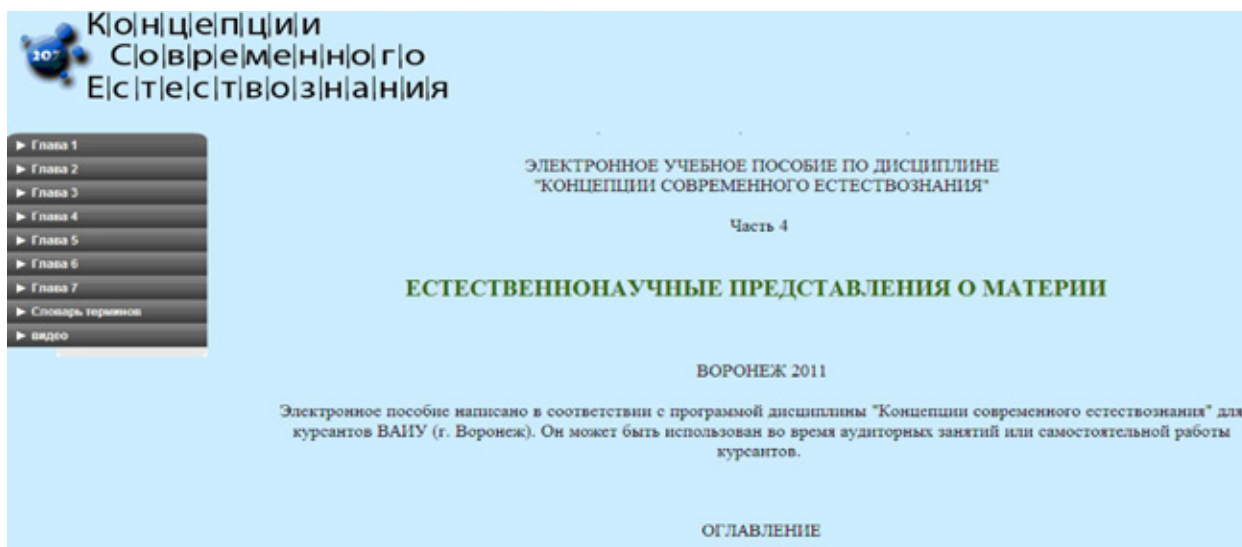 К|о|н|ц|е|п|ц|и|и
С|о|в|р|е|м|е|н|н|о|г|о
Е|с|т|е|с|т|в|о|з|н|а|н|и|я
207
Глава 1
Глава 2
Глава 3
Глава 4
Глава 5
Глава 6
Глава 7
Словарь терминов
видео
ЭЛЕКТРОННОЕ УЧЕБНОЕ ПОСОБИЕ ПО ДИСЦИПЛИНЕ
"КОНЦЕПЦИИ СОВРЕМЕННОГО ЕСТЕСТВОЗНАНИЯ"
Часть 4
ЕСТЕСТВЕННОНАУЧНЫЕ ПРЕДСТАВЛЕНИЯ О МАТЕРИИ
ВОРОНЕЖ 2011
Электронное пособие написано в соответствии с программой дисциплины "Концепции современного естествознания" для
курсантов ВАИУ (г. Воронеж). Он может быть использован во время аудиторных занятий или самостоятельной работы
курсантов.
ОГЛАВЛЕНИЕ